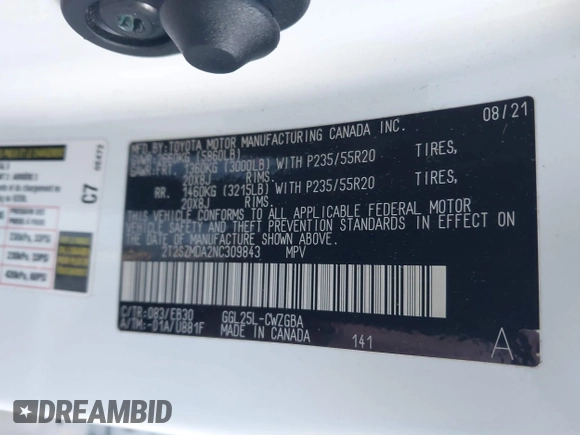 08/21
MFD. BY:TOYOTA MOTOR MANUFACTURING CANADA INC.
GVWR: 2660KG (5860LB)
GAWR:FRT. 1360KG (3000LB) WITH P235/55R20 TIRES,
20X8J RIMS.
RR. 1460KG (3215LB) WITH P235/55R20 TIRES,
20X8J RIMS.
THIS VEHICLE CONFORMS TO ALL APPLICABLE FEDERAL MOTOR
VEHICLE SAFETY AND THEFT PREVENTION STANDARDS IN EFFECT ON
THE DATE OF MANUFACTURE SHOWN ABOVE.
2T2SZMDA2NC309843 MPV
C/TR: 083/EB30 GGL25L-CWZGBA
A/TM:-01A/UB81F MADE IN CANADA
141
A
C7
DREAMBID